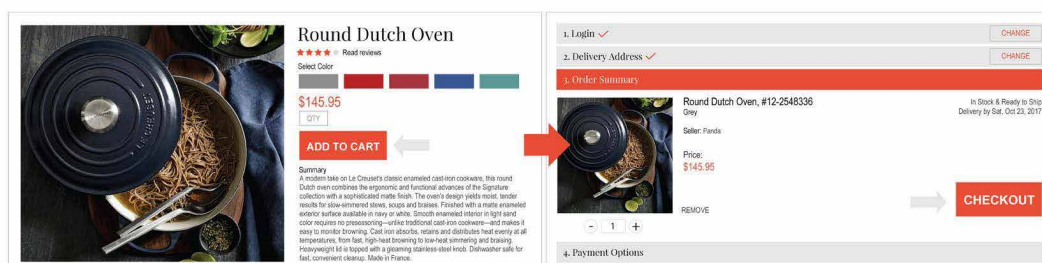 Round Dutch Oven
Read reviews
Select Color
$145.95
QTY
ADD TO CART
Summary
A modern take on Le Creuset's classic enameled cast-iron cookware, this round
Dutch oven combines the ergonomic and functional advances of the Signature
collection with a sophisticated matte finish. The oven's design yields moist, tender
results for slow-simmered stews, soups and braises. Finished with a matte enameled
exterior surface available in navy or white. Smooth enameled interior in light sand
color requires no preseasoning—unlike traditional cast-iron cookware—and makes it
easy to monitor browning. Cast iron absorbs, retains and distributes heat evenly at all
temperatures, from fast, high-heat browning to low-heat simmering and braising.
Heavyweight lid is topped with a gleaming stainless-steel knob. Dishwasher safe for
fast, convenient cleanup. Made in France.
LE CREUSET
1. Login
CHANGE
2. Delivery Address
CHANGE
3. Order Summary
Round Dutch Oven, #12-2548336
Grey
In Stock & Ready to Ship
Delivery by Sat, Oct 23, 2017
Seller: Panda
Price:
$145.95
CHECKOUT
REMOVE
- 1 +
4. Payment Options